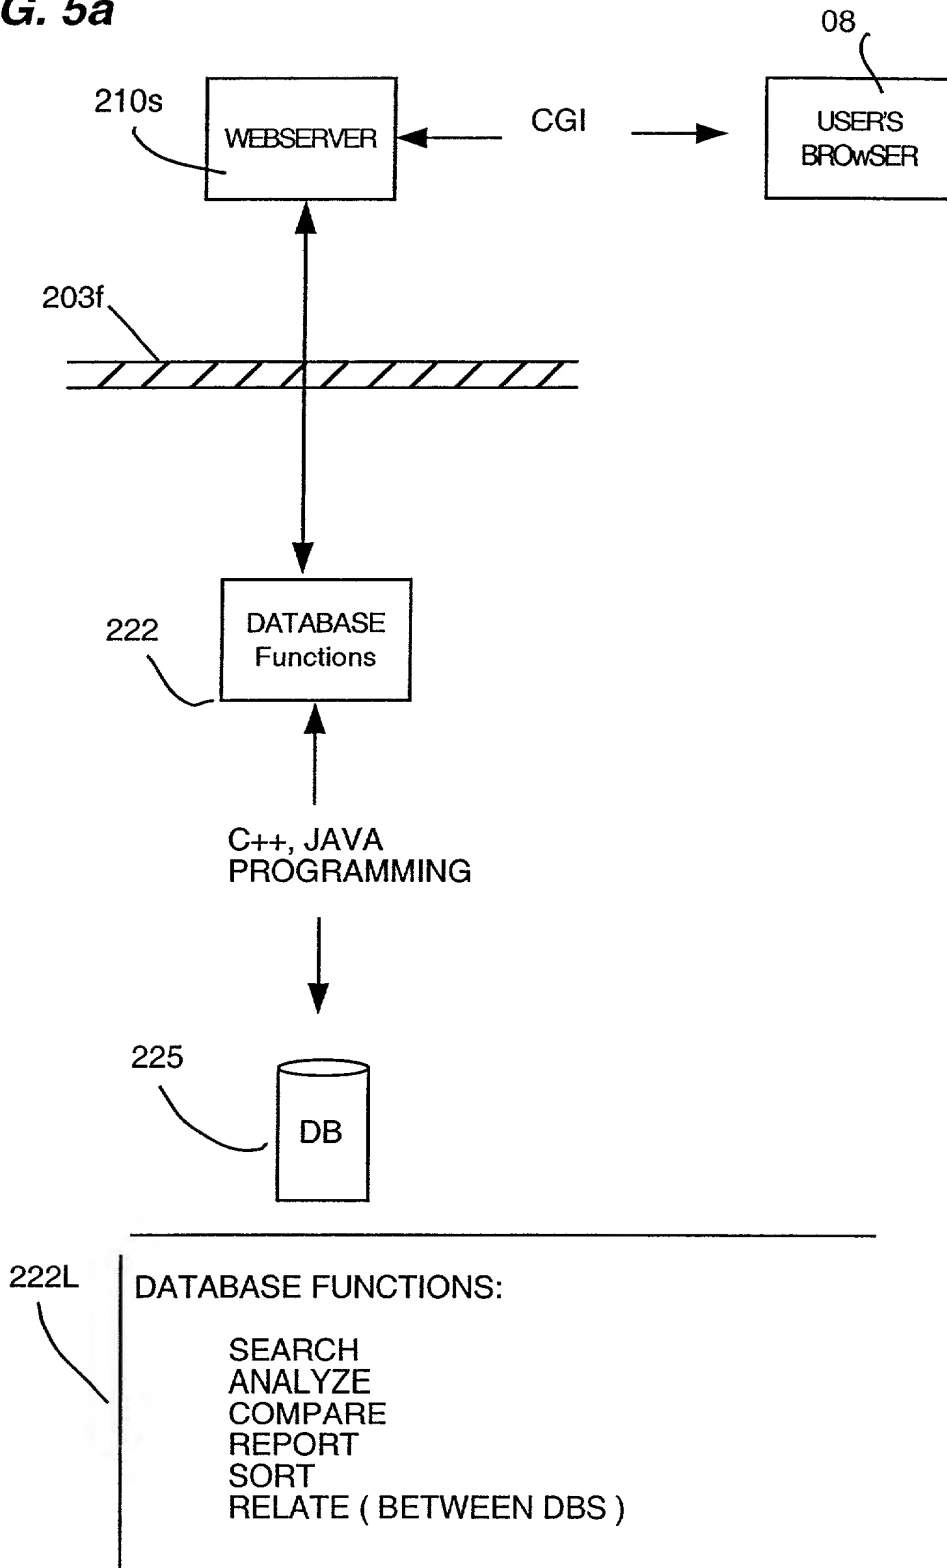 G. 5a
08
210s
WEBSERVER
CGI
USER'S
BROwSER
203f
222
DATABASE
Functions
C++, JAVA
PROGRAMMING
225
DB
222L
DATABASE FUNCTIONS:
SEARCH
ANALYZE
COMPARE
REPORT
SORT
RELATE ( BETWEEN DBS )